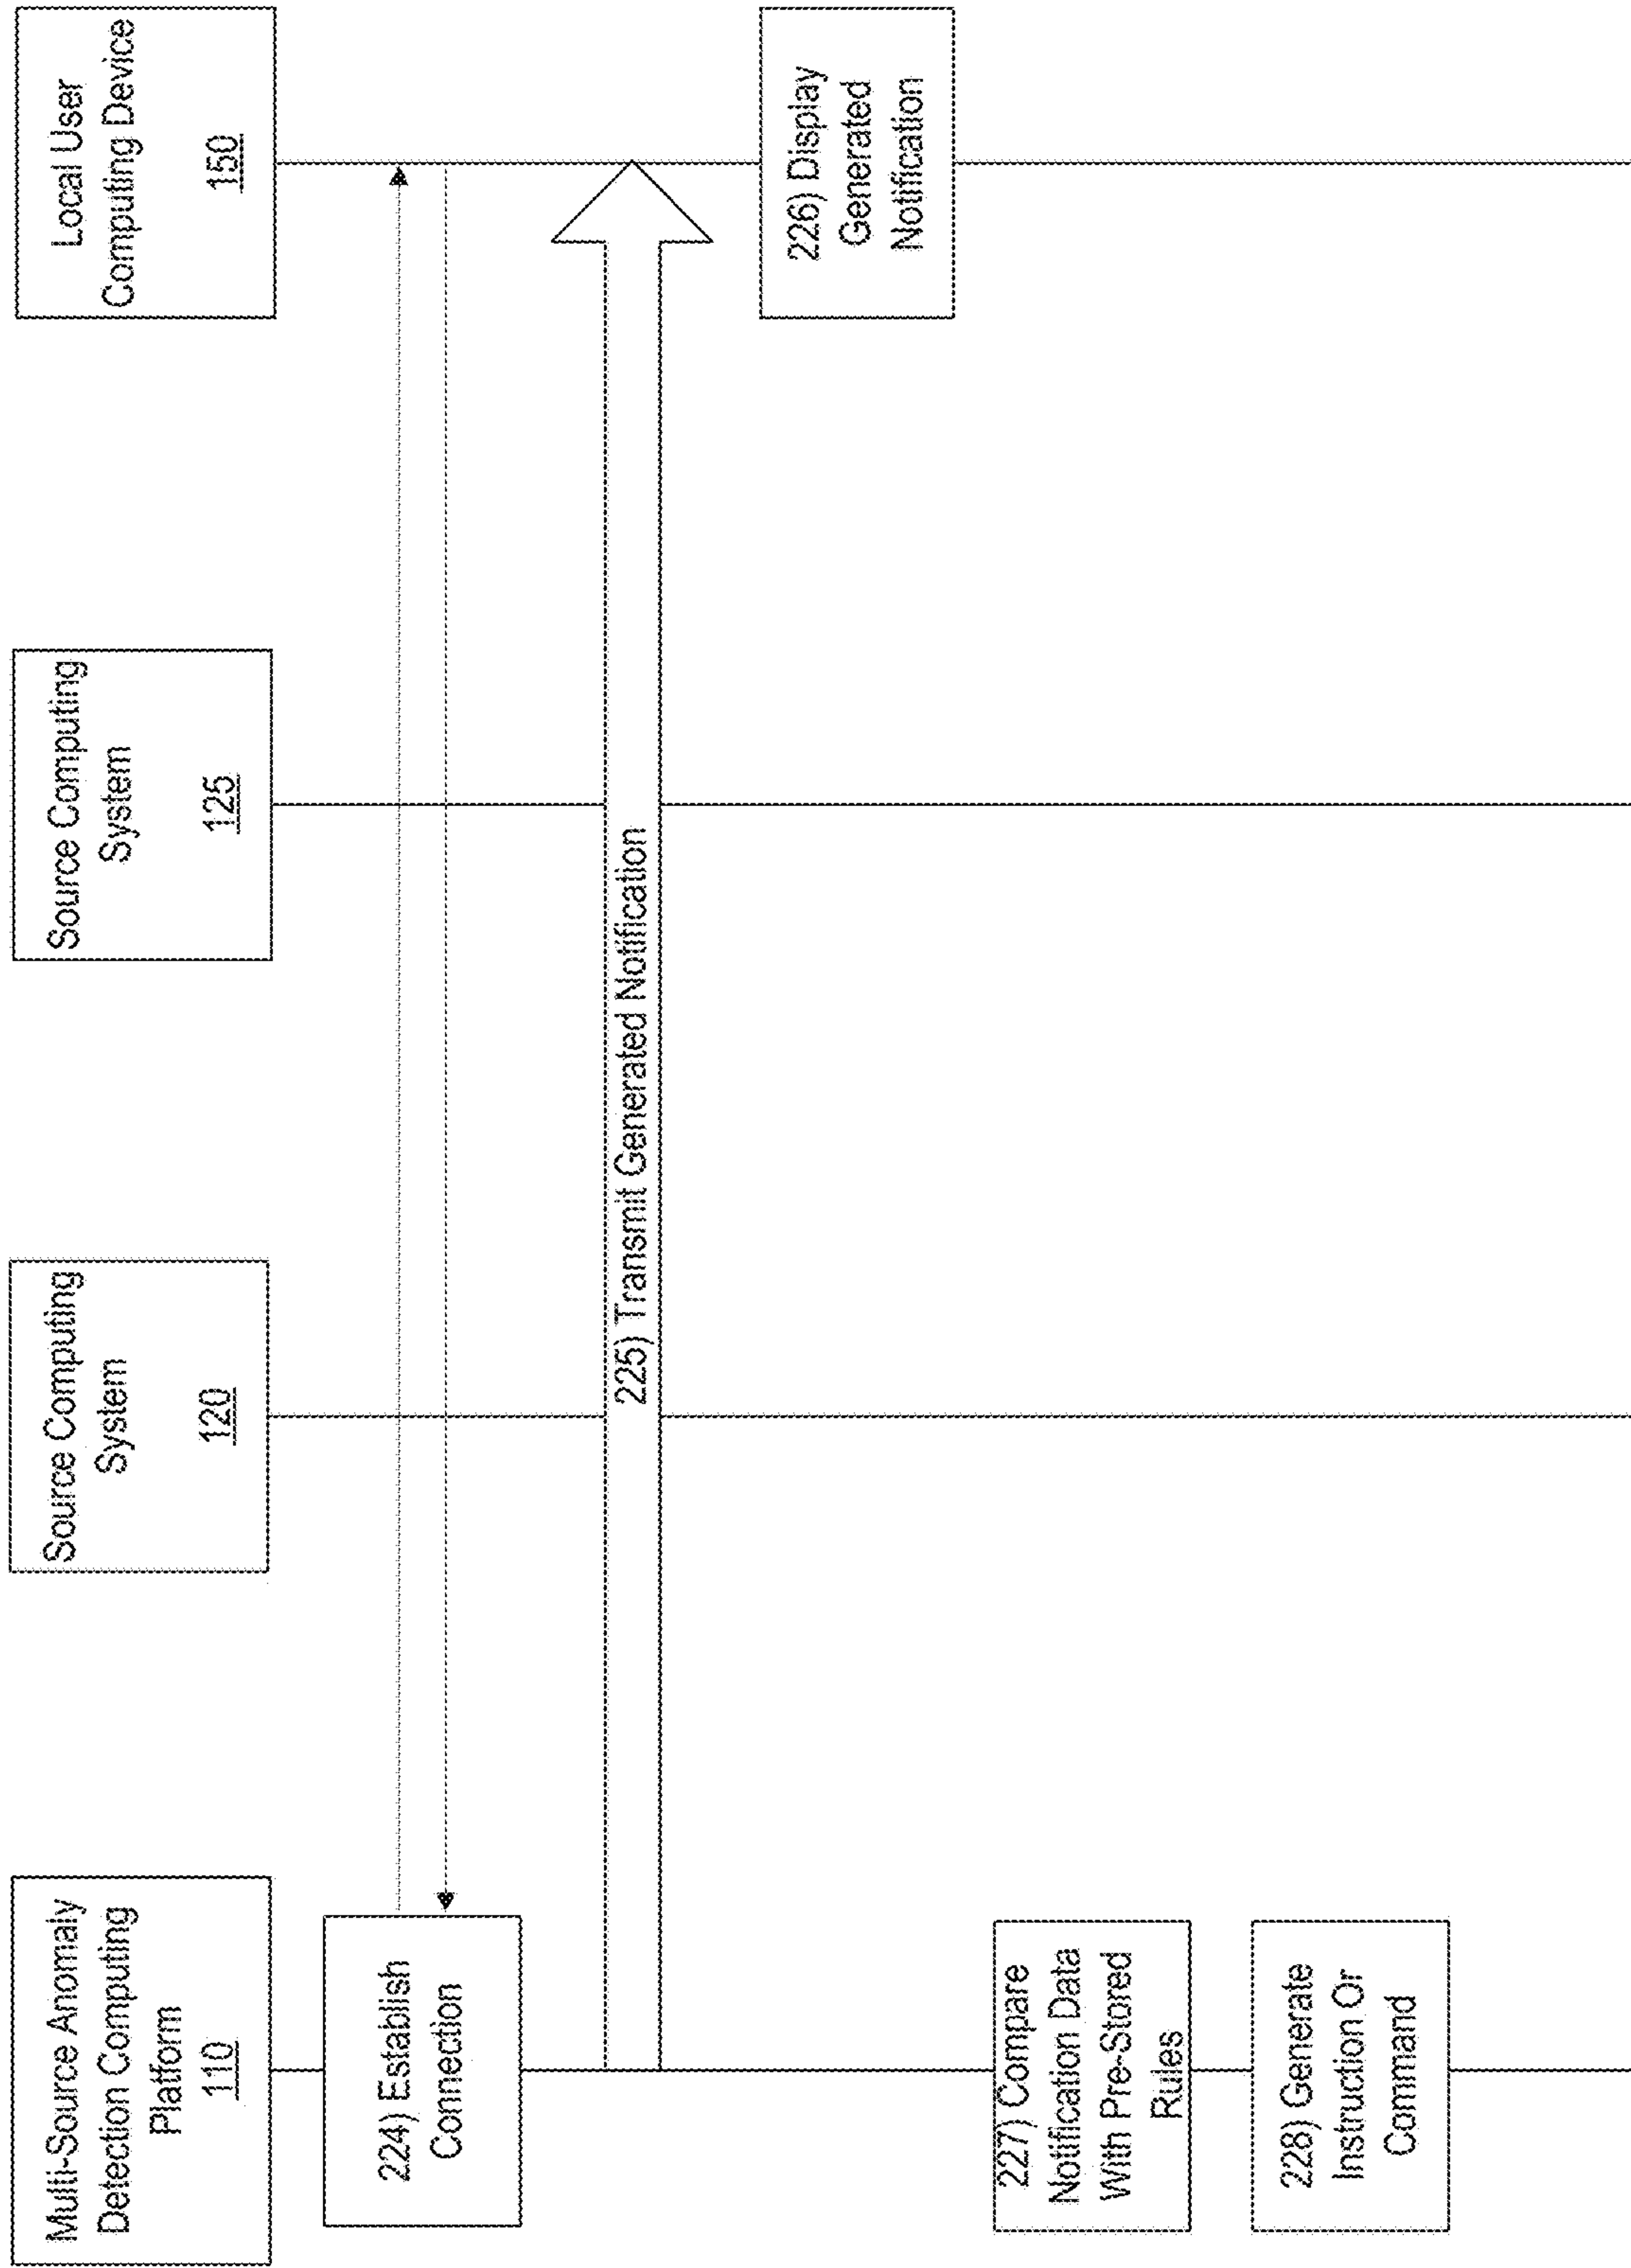 Multi-Source Anomaly
Detection Computing
Platform
110
Source Computing
System
120
Source Computing
System
125
Local User
Computing Device
150
224) Establish
Connection
225) Transmit Generated Notification
226) Display
Generated
Notification
227) Compare
Notification Data
With Pre-Stored
Rules
228) Generate
Instruction Or
Command